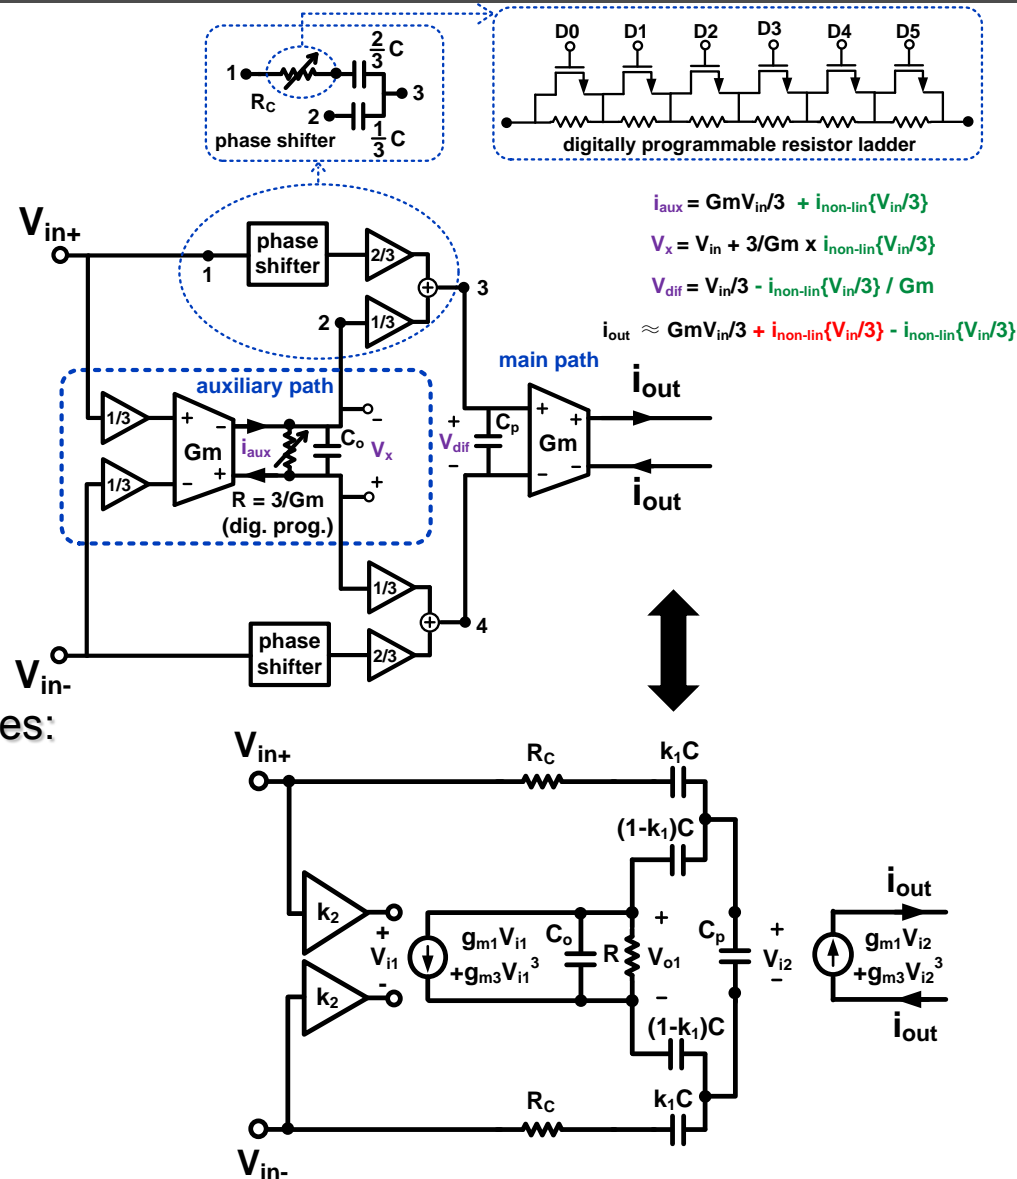 D0 D1 D2 D3 D4 D5
digitally programmable resistor ladder
2/3 C
1
R_C
3
2
1/3 C
phase shifter
i_aux = GmV_in/3 + i_non-lin{V_in/3}
V_x = V_in + 3/Gm x i_non-lin{V_in/3}
V_dif = V_in/3 - i_non-lin{V_in/3} / Gm
i_out ≈ GmV_in/3 + i_non-lin{V_in/3} - i_non-lin{V_in/3}
V_in+
1
phase
shifter
2/3
+
3
2
1/3
main path
auxiliary path
i_out
1/3
+
−
Gm
i_aux
C_o
−
V_x
+
+
V_dif
−
C_p
+
+
Gm
−
−
i_out
1/3
−
+
R = 3/Gm
(dig. prog.)
1/3
+
4
phase
shifter
2/3
V_in-
es:
V_in+
R_C
k_1C
(1-k_1)C
k_2
+
V_i1
-
g_m1V_i1
+g_m3V_i1^3
C_o
R
+
V_o1
−
C_p
+
V_i2
−
i_out
g_m1V_i2
+g_m3V_i2^3
i_out
k_2
(1-k_1)C
R_C
k_1C
V_in-